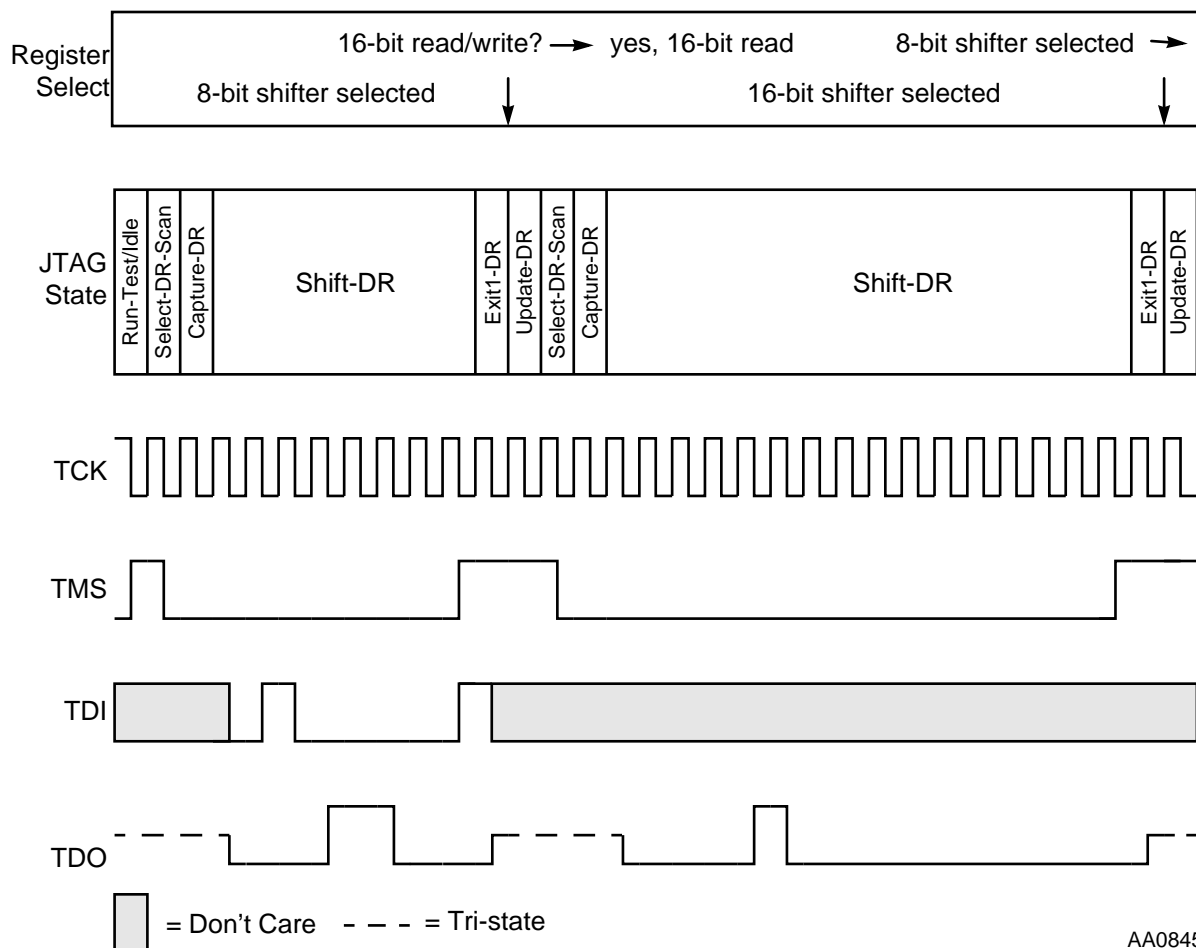 Register
Select
16-bit read/write? → yes, 16-bit read
8-bit shifter selected →
8-bit shifter selected
16-bit shifter selected
JTAG
State
Run-Test/Idle
Select-DR-Scan
Capture-DR
Shift-DR
Exit1-DR
Update-DR
Select-DR-Scan
Capture-DR
Shift-DR
Exit1-DR
Update-DR
TCK
TMS
TDI
TDO
= Don't Care
= Tri-state
AA0845